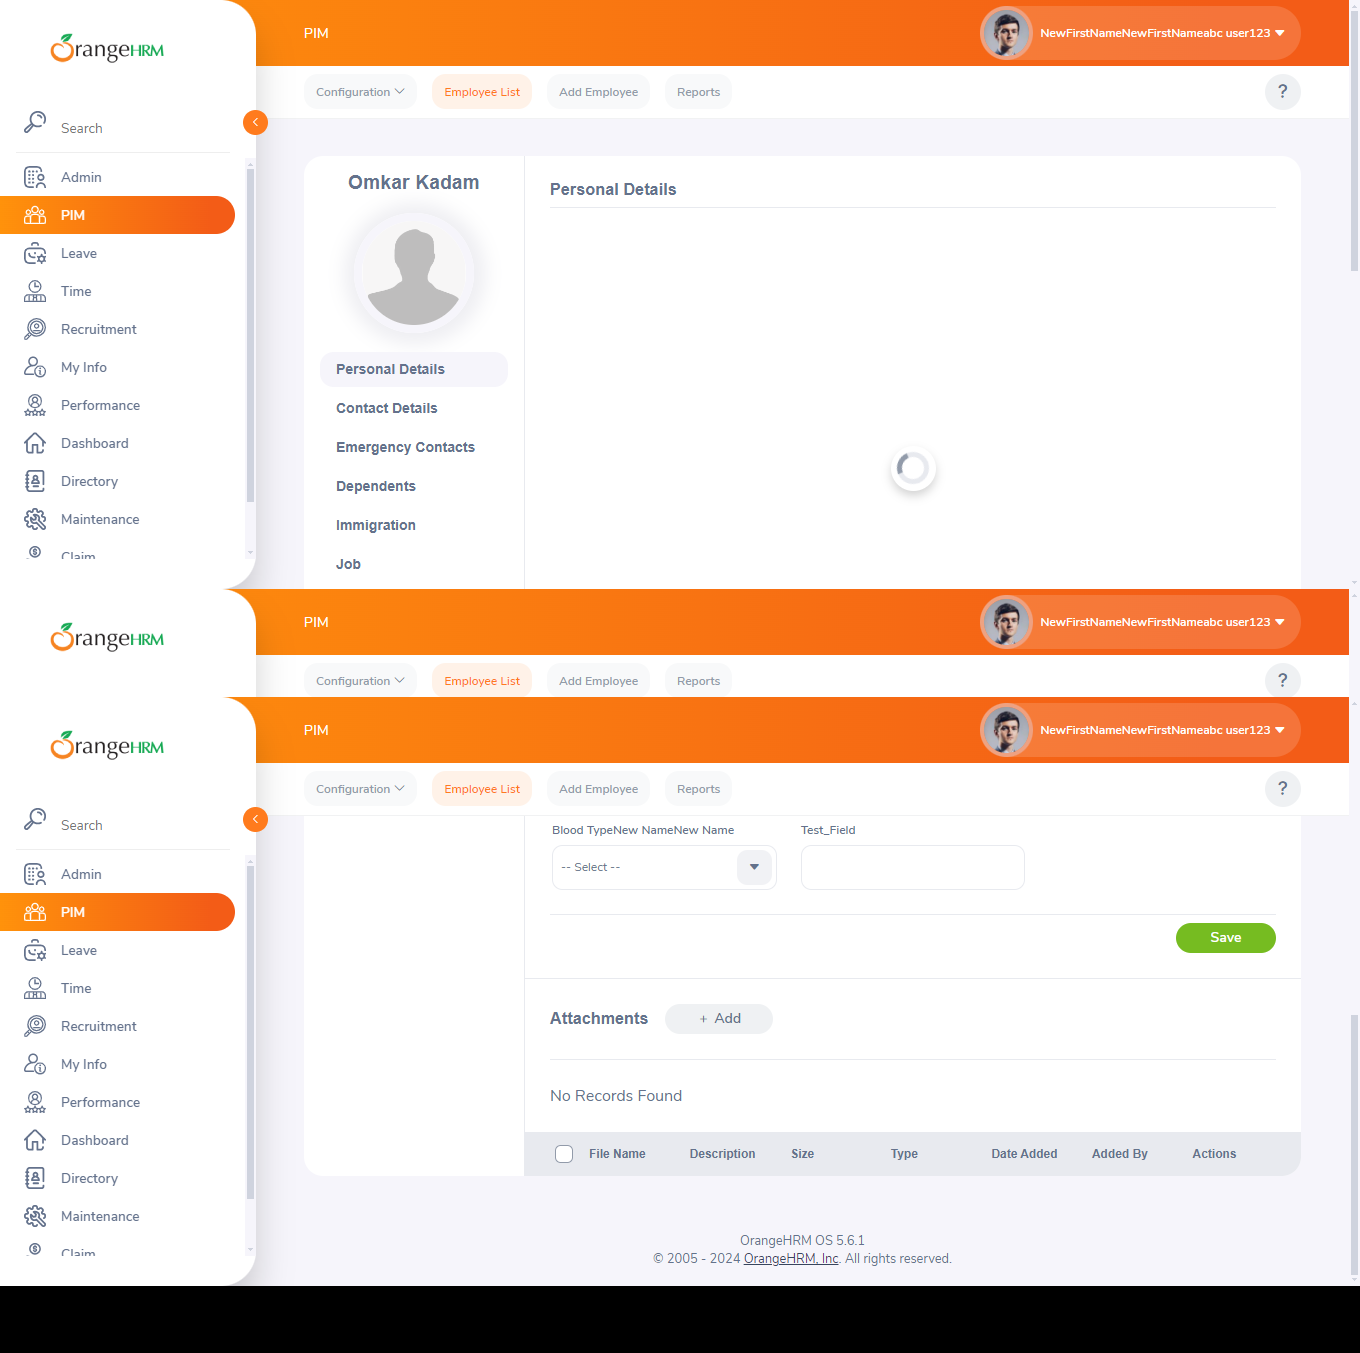 OrangeHRM
PIM
NewFirstNameNewFirstNameabc user123
Configuration
Employee List
Add Employee
Reports
?
Search
Admin
PIM
Leave
Time
Recruitment
My Info
Performance
Dashboard
Directory
Maintenance
Claim
Omkar Kadam
Personal Details
Contact Details
Emergency Contacts
Dependents
Immigration
Job
Personal Details
OrangeHRM
PIM
NewFirstNameNewFirstNameabc user123
Configuration
Employee List
Add Employee
Reports
?
OrangeHRM
PIM
NewFirstNameNewFirstNameabc user123
Configuration
Employee List
Add Employee
Reports
?
Search
Admin
PIM
Leave
Time
Recruitment
My Info
Performance
Dashboard
Directory
Maintenance
Claim
Blood TypeNew NameNew Name
Test_Field
-- Select --
Save
Attachments
+ Add
No Records Found
File Name Description Size Type Date Added Added By Actions
OrangeHRM OS 5.6.1
© 2005 - 2024 OrangeHRM, Inc. All rights reserved.